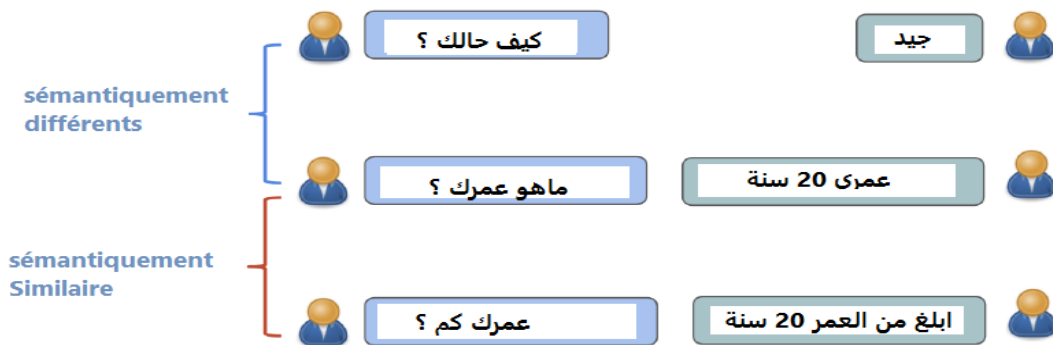 كيف حالك ؟
جيد
sémantiquement
différents
ماهو عمرك ؟
عمرى 20 سنة
sémantiquement
Similaire
عمرك كم ؟
ابلغ من العمر 20 سنة